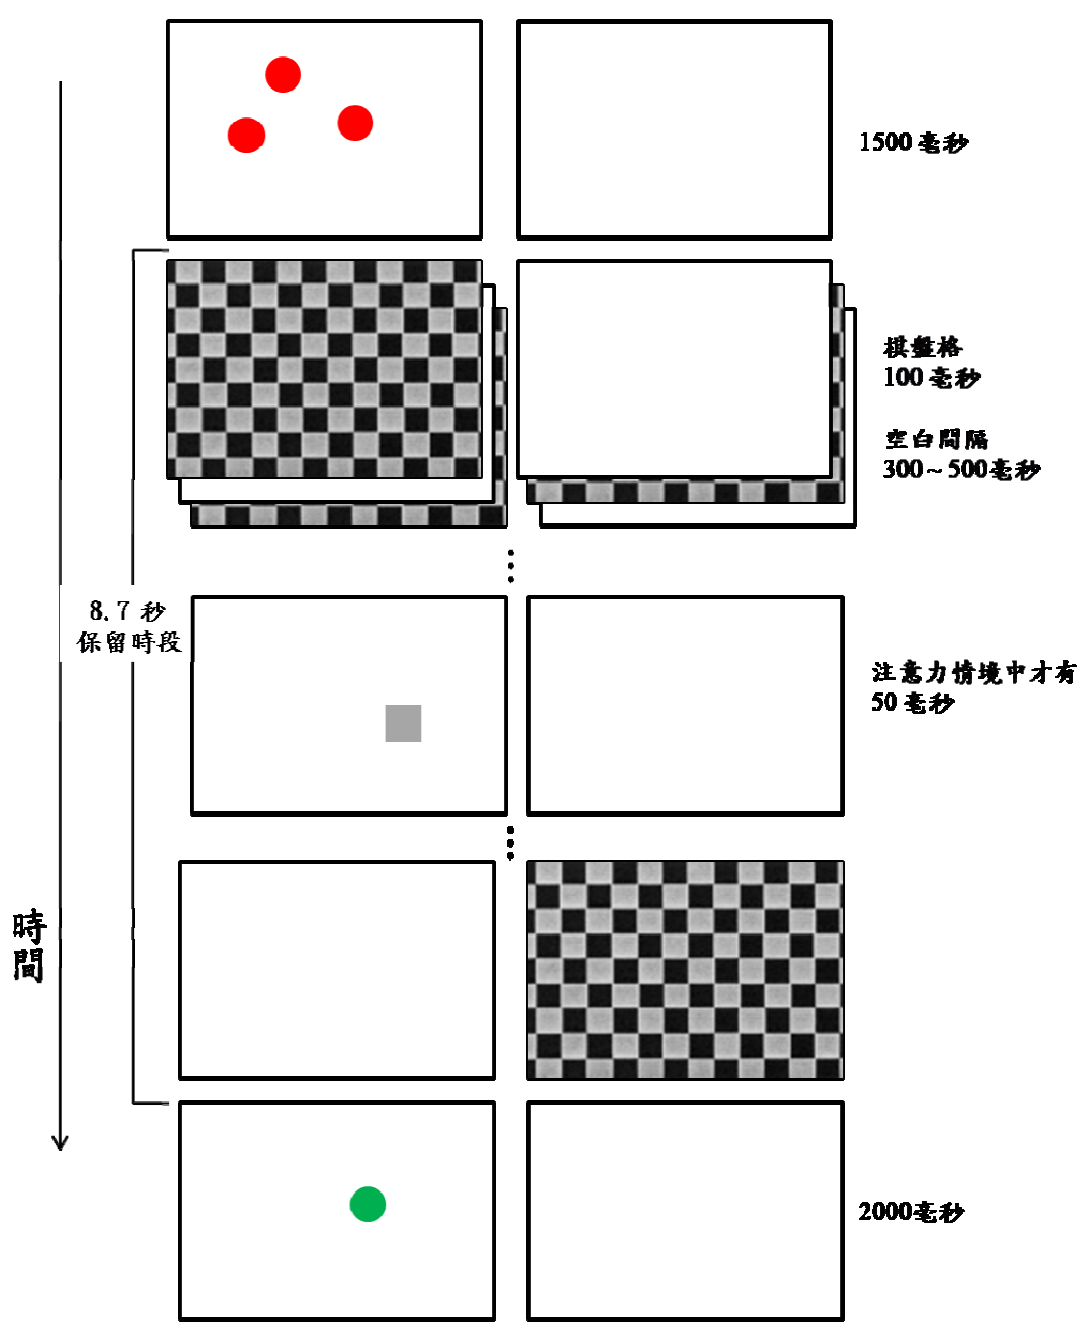 1500毫秒
棋盤格
100毫秒
空白間隔
300~500毫秒
8.7 秒
保留時段
注意力情境中才有
50毫秒
時
間
2000毫秒